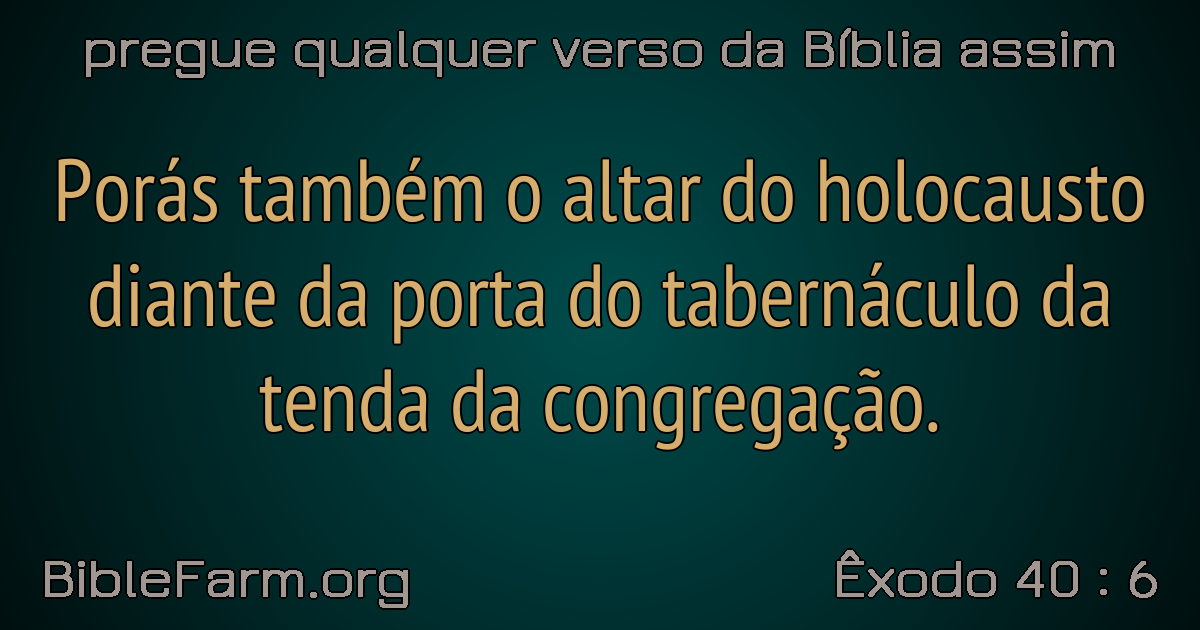 pregue qualquer verso da Bíblia assim
Porás também o altar do holocausto
diante da porta do tabernáculo da
tenda da congregação.
BibleFarm.org
Êxodo 40 : 6